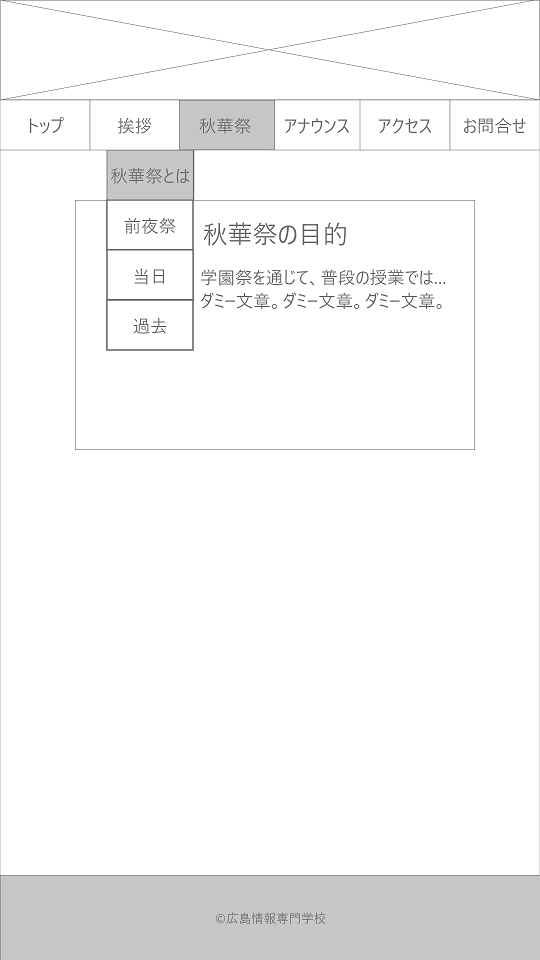 トップ
挨拶
秋華祭
アナウンス
アクセス
お問合せ
秋華祭とは
前夜祭
当日
過去
秋華祭の目的
学園祭を通じて、普段の授業では...
ダミー文章。ダミー文章。ダミー文章。
©広島情報専門学校